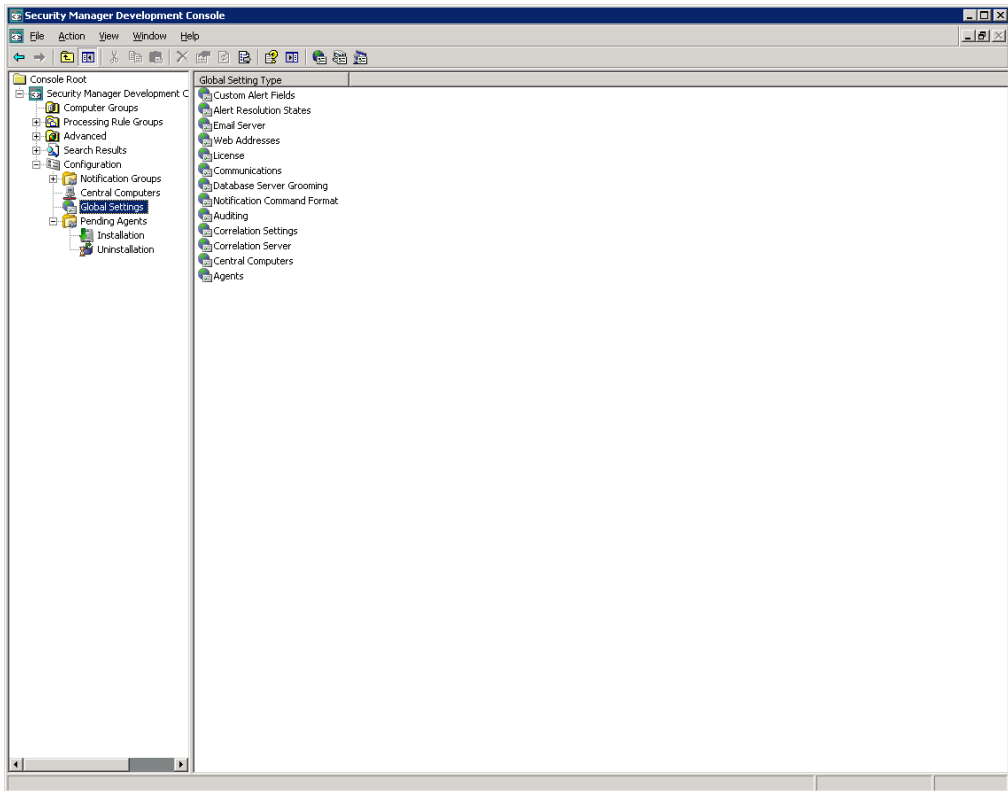 Security Manager Development Console
File Action View Window Help
Console Root
Security Manager Development C
Computer Groups
Processing Rule Groups
Advanced
Search Results
Configuration
Notification Groups
Central Computers
Global Settings
Pending Agents
Installation
Uninstallation
Global Setting Type
Custom Alert Fields
Alert Resolution States
Email Server
Web Addresses
License
Communications
Database Server Grooming
Notification Command Format
Auditing
Correlation Settings
Correlation Server
Central Computers
Agents